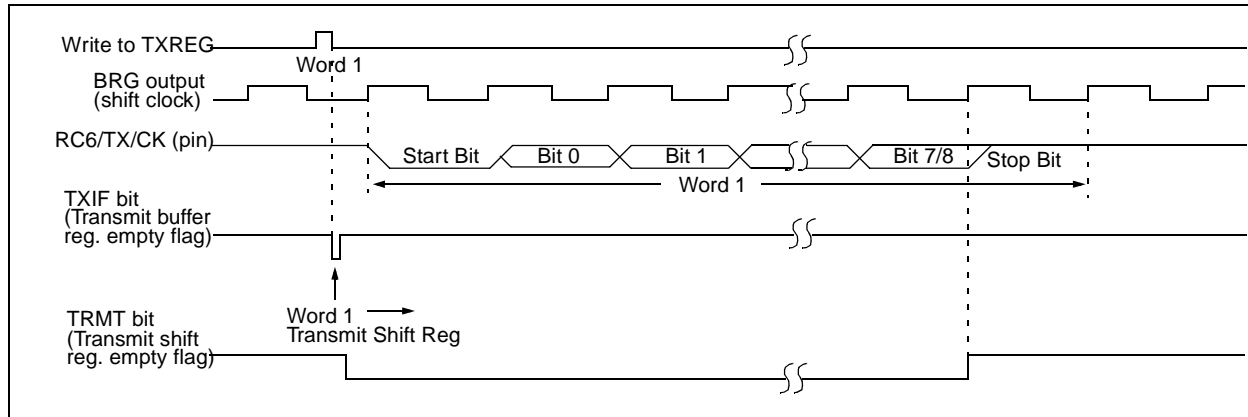 Write to TXREG
Word 1
BRG output
(shift clock)
RC6/TX/CK (pin)
Start Bit
Bit 0
Bit 1
Bit 7/8
Stop Bit
Word 1
TXIF bit
(Transmit buffer
reg. empty flag)
Word 1
Transmit Shift Reg
TRMT bit
(Transmit shift
reg. empty flag)